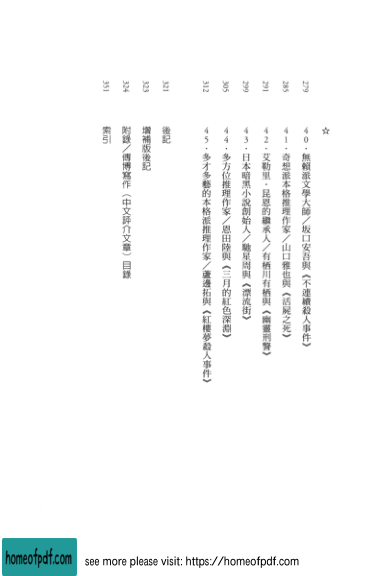 ☆
279 40．無賴派文學大師／坂口安吾與《不連續殺人事件》
285 41．奇想派本格推理作家／山口雅也與《活屍之死》
291 42．艾勒里．昆恩的繼承人／有栖川有栖與《幽靈刑警》
299 43．日本暗黑小說創始人／馳星周與《漂流街》
305 44．多方位推理作家／恩田陸與《三月的紅色深淵》
312 45．多才多藝的本格派推理作家／蘆邊拓與《紅樓夢殺人事件》
321 後記
323 增補版後記
324 附錄／傅博寫作（中文評介文章）目錄
351 索引
homeofpdf.com
see more please visit: https://homeofpdf.com